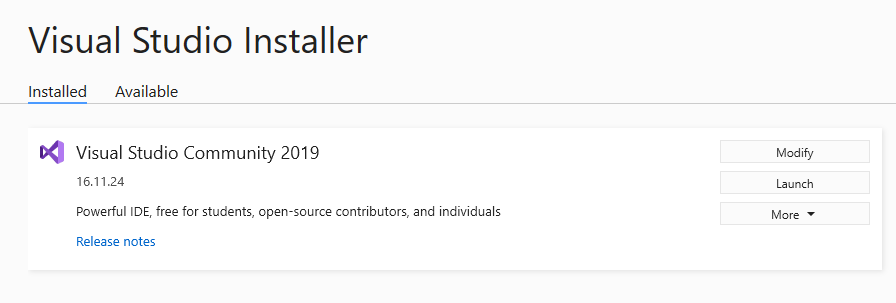 Visual Studio Installer
Installed Available
Visual Studio Community 2019
16.11.24
Powerful IDE, free for students, open-source contributors, and individuals
Release notes
Modify
Launch
More